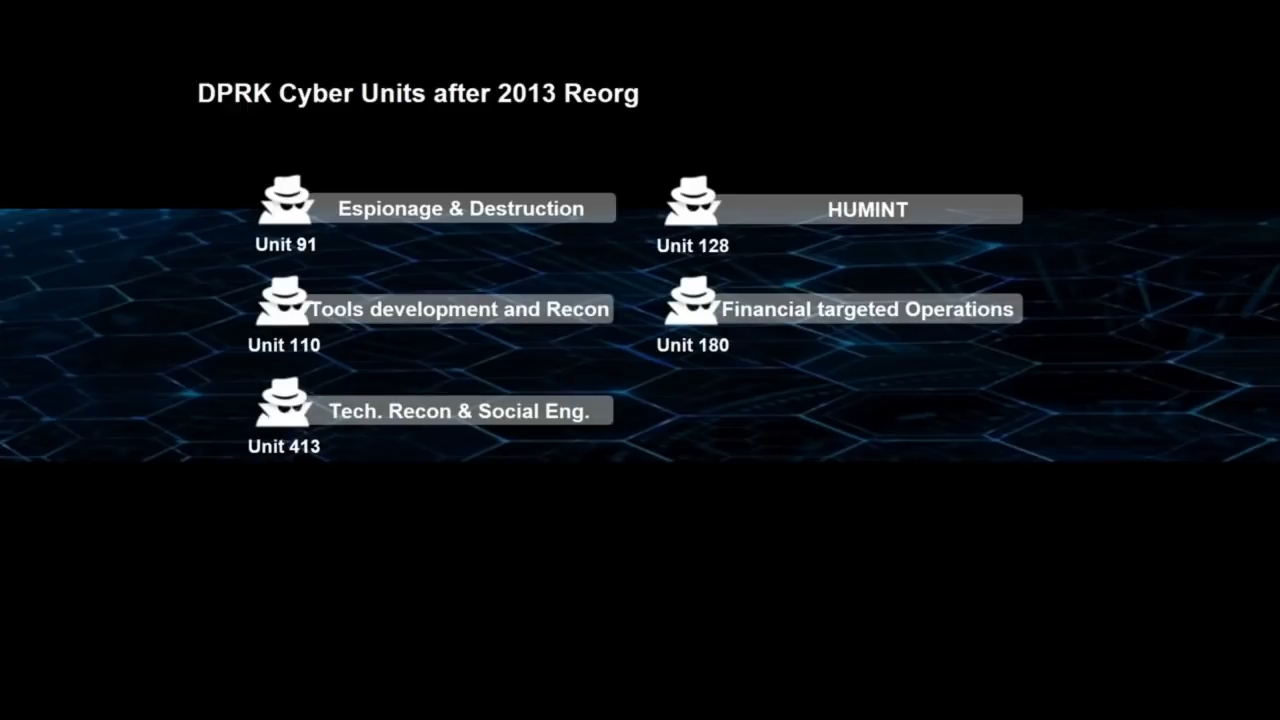 DPRK Cyber Units after 2013 Reorg
Espionage & Destruction
Unit 91
HUMINT
Unit 128
Tools development and Recon
Unit 110
Financial targeted Operations
Unit 180
Tech. Recon & Social Eng.
Unit 413